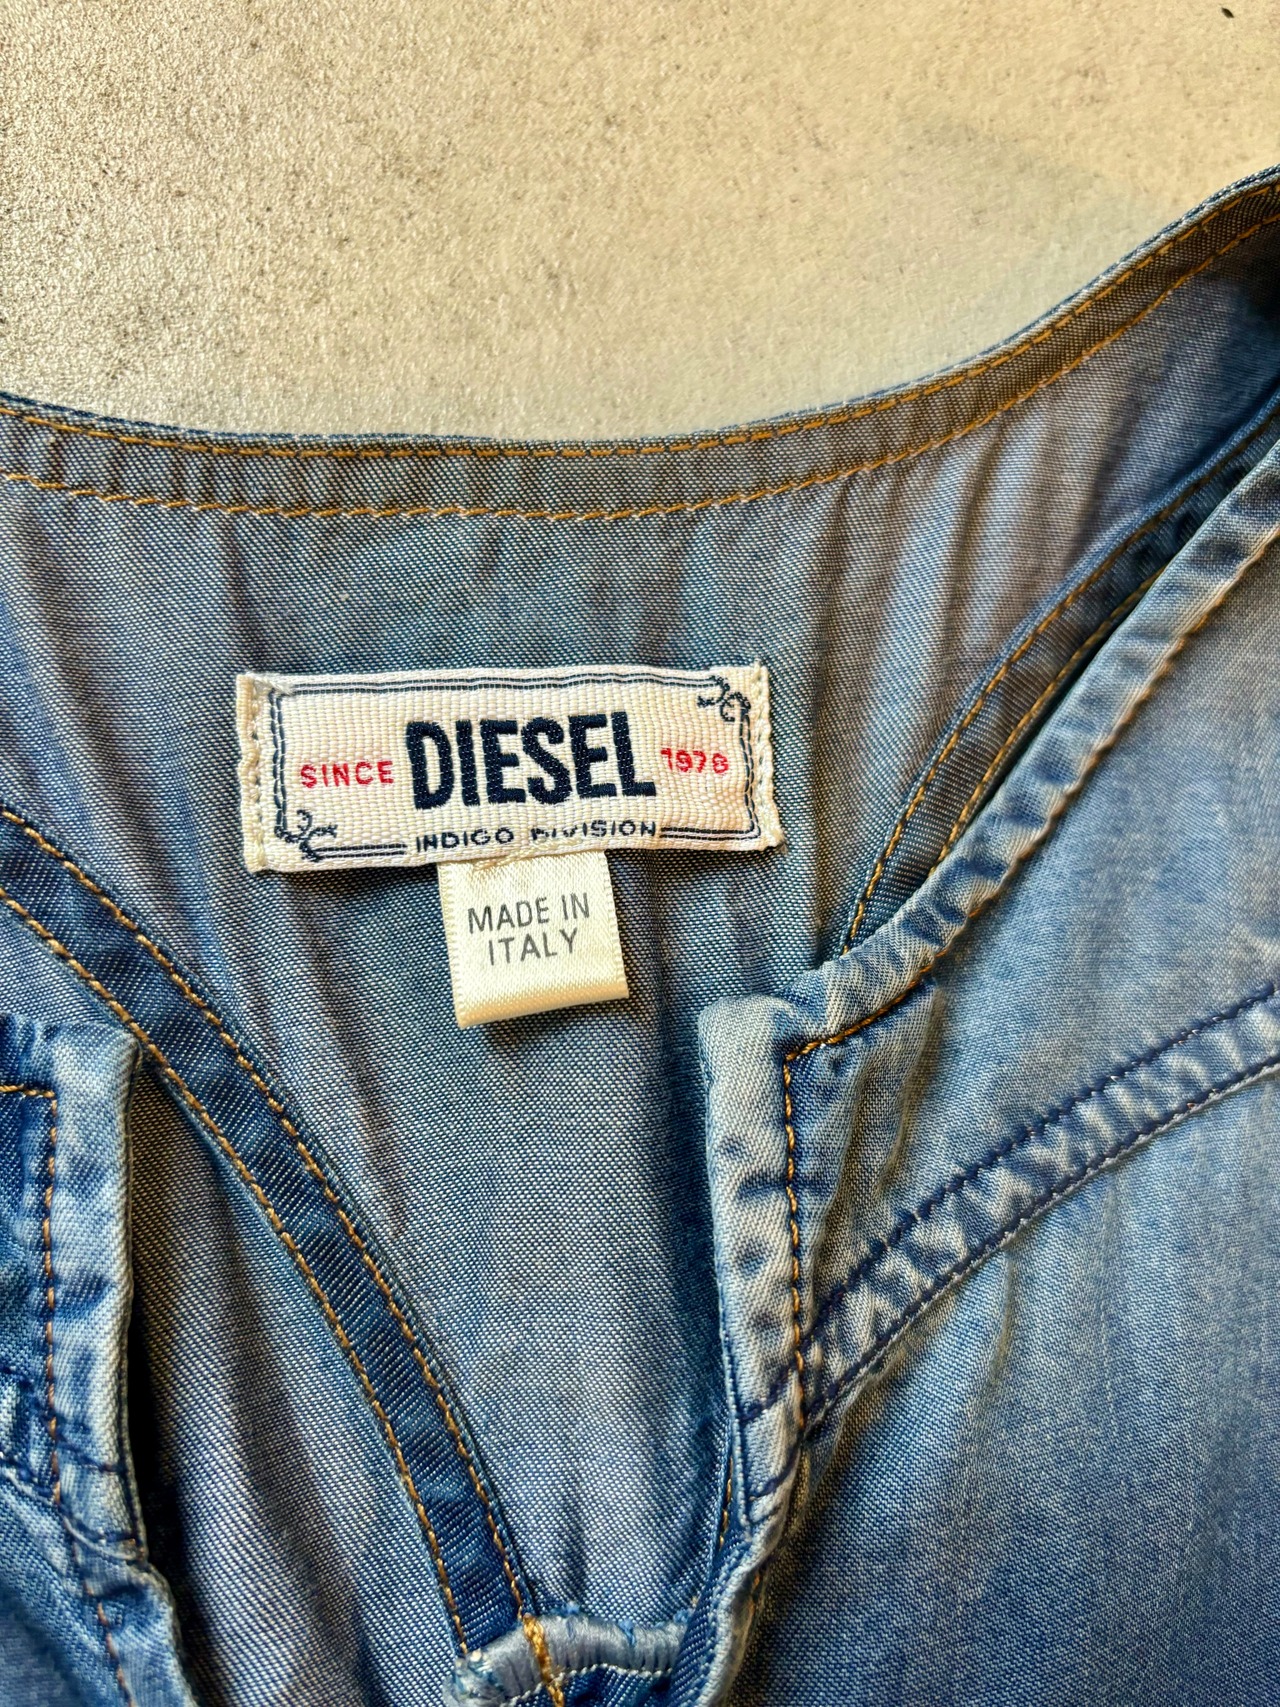 SINCE DIESEL 1978
INDIGO DIVISION
MADE IN
ITALY